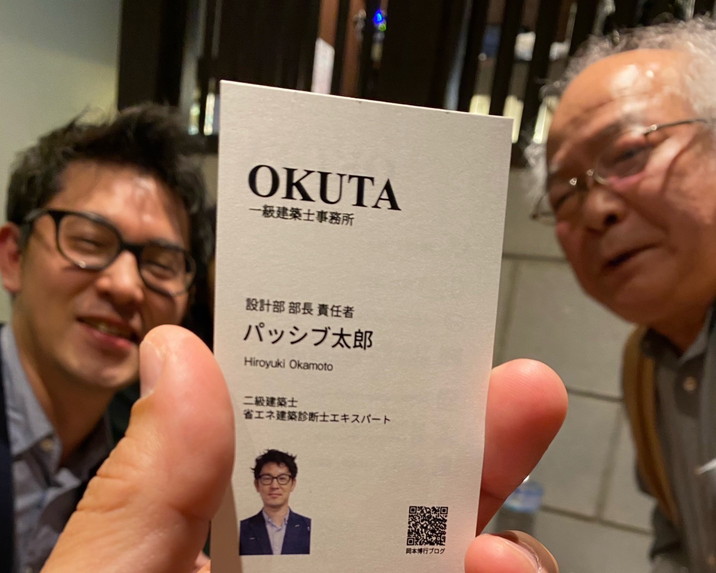 OKUTA
一級建築士事務所
設計部 部長 責任者
パッシブ太郎
Hiroyuki Okamoto
二級建築士
省エネ建築診断士エキスパート
岡本博行ブログ